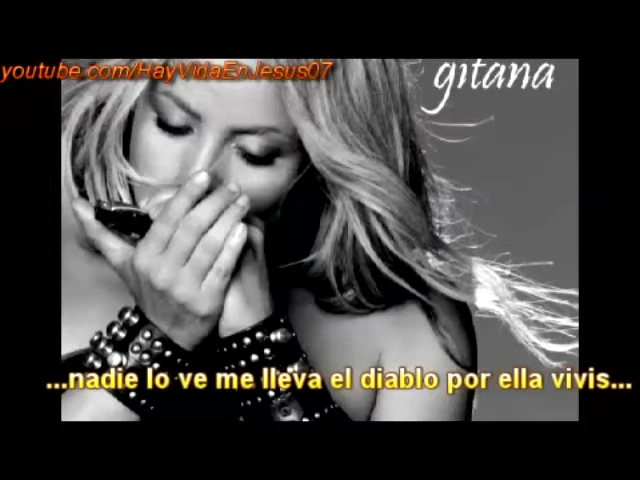 youtube.com/HayVidaEnJesus07
gitana
...nadie lo ve me lleva el diablo por ella vivis...